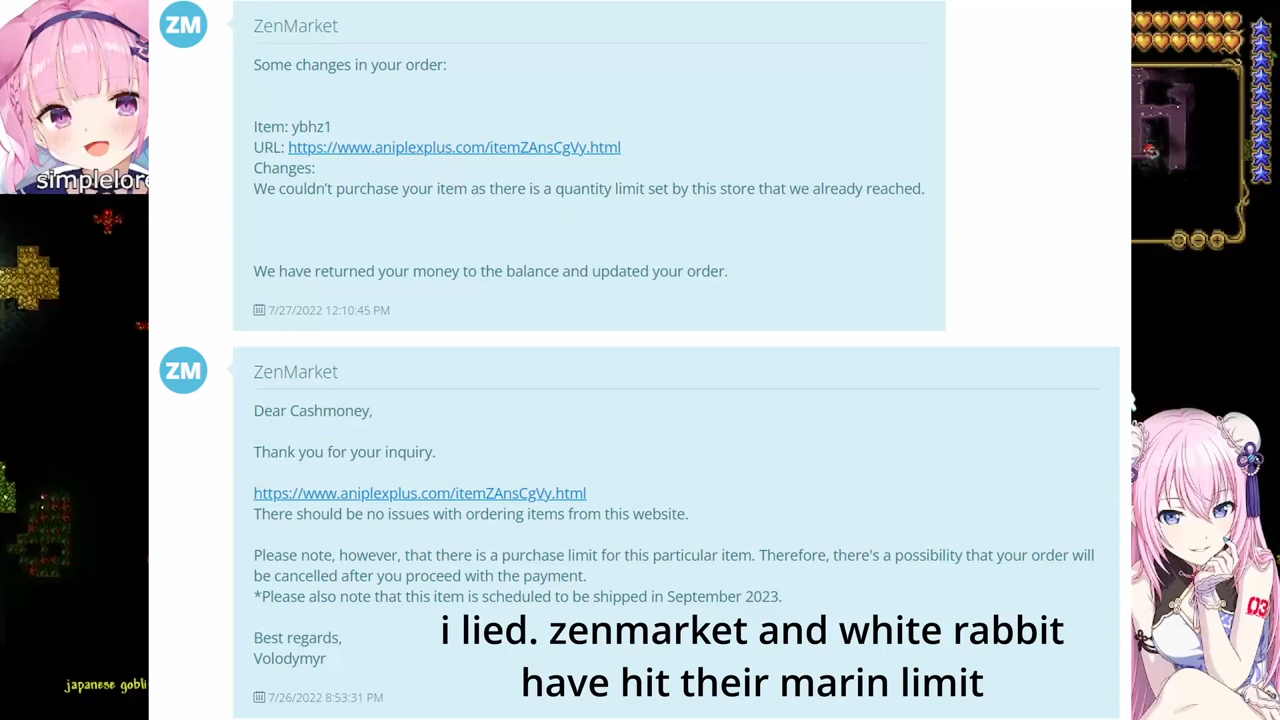 ZM
ZenMarket
Some changes in your order:
Item: ybhz1
URL: https://www.aniplexplus.com/itemZAnsCgVy.html
Changes:
We couldn’t purchase your item as there is a quantity limit set by this store that we already reached.
We have returned your money to the balance and updated your order.
7/27/2022 12:10:45 PM
ZM
ZenMarket
Dear Cashmoney,
Thank you for your inquiry.
https://www.aniplexplus.com/itemZAnsCgVy.html
There should be no issues with ordering items from this website.
Please note, however, that there is a purchase limit for this particular item. Therefore, there's a possibility that your order will
be cancelled after you proceed with the payment.
*Please also note that this item is scheduled to be shipped in September 2023.
Best regards,
Volodymyr
7/26/2022 8:53:31 PM
i lied. zenmarket and white rabbit
have hit their marin limit
simplelore
japanese gobli
03